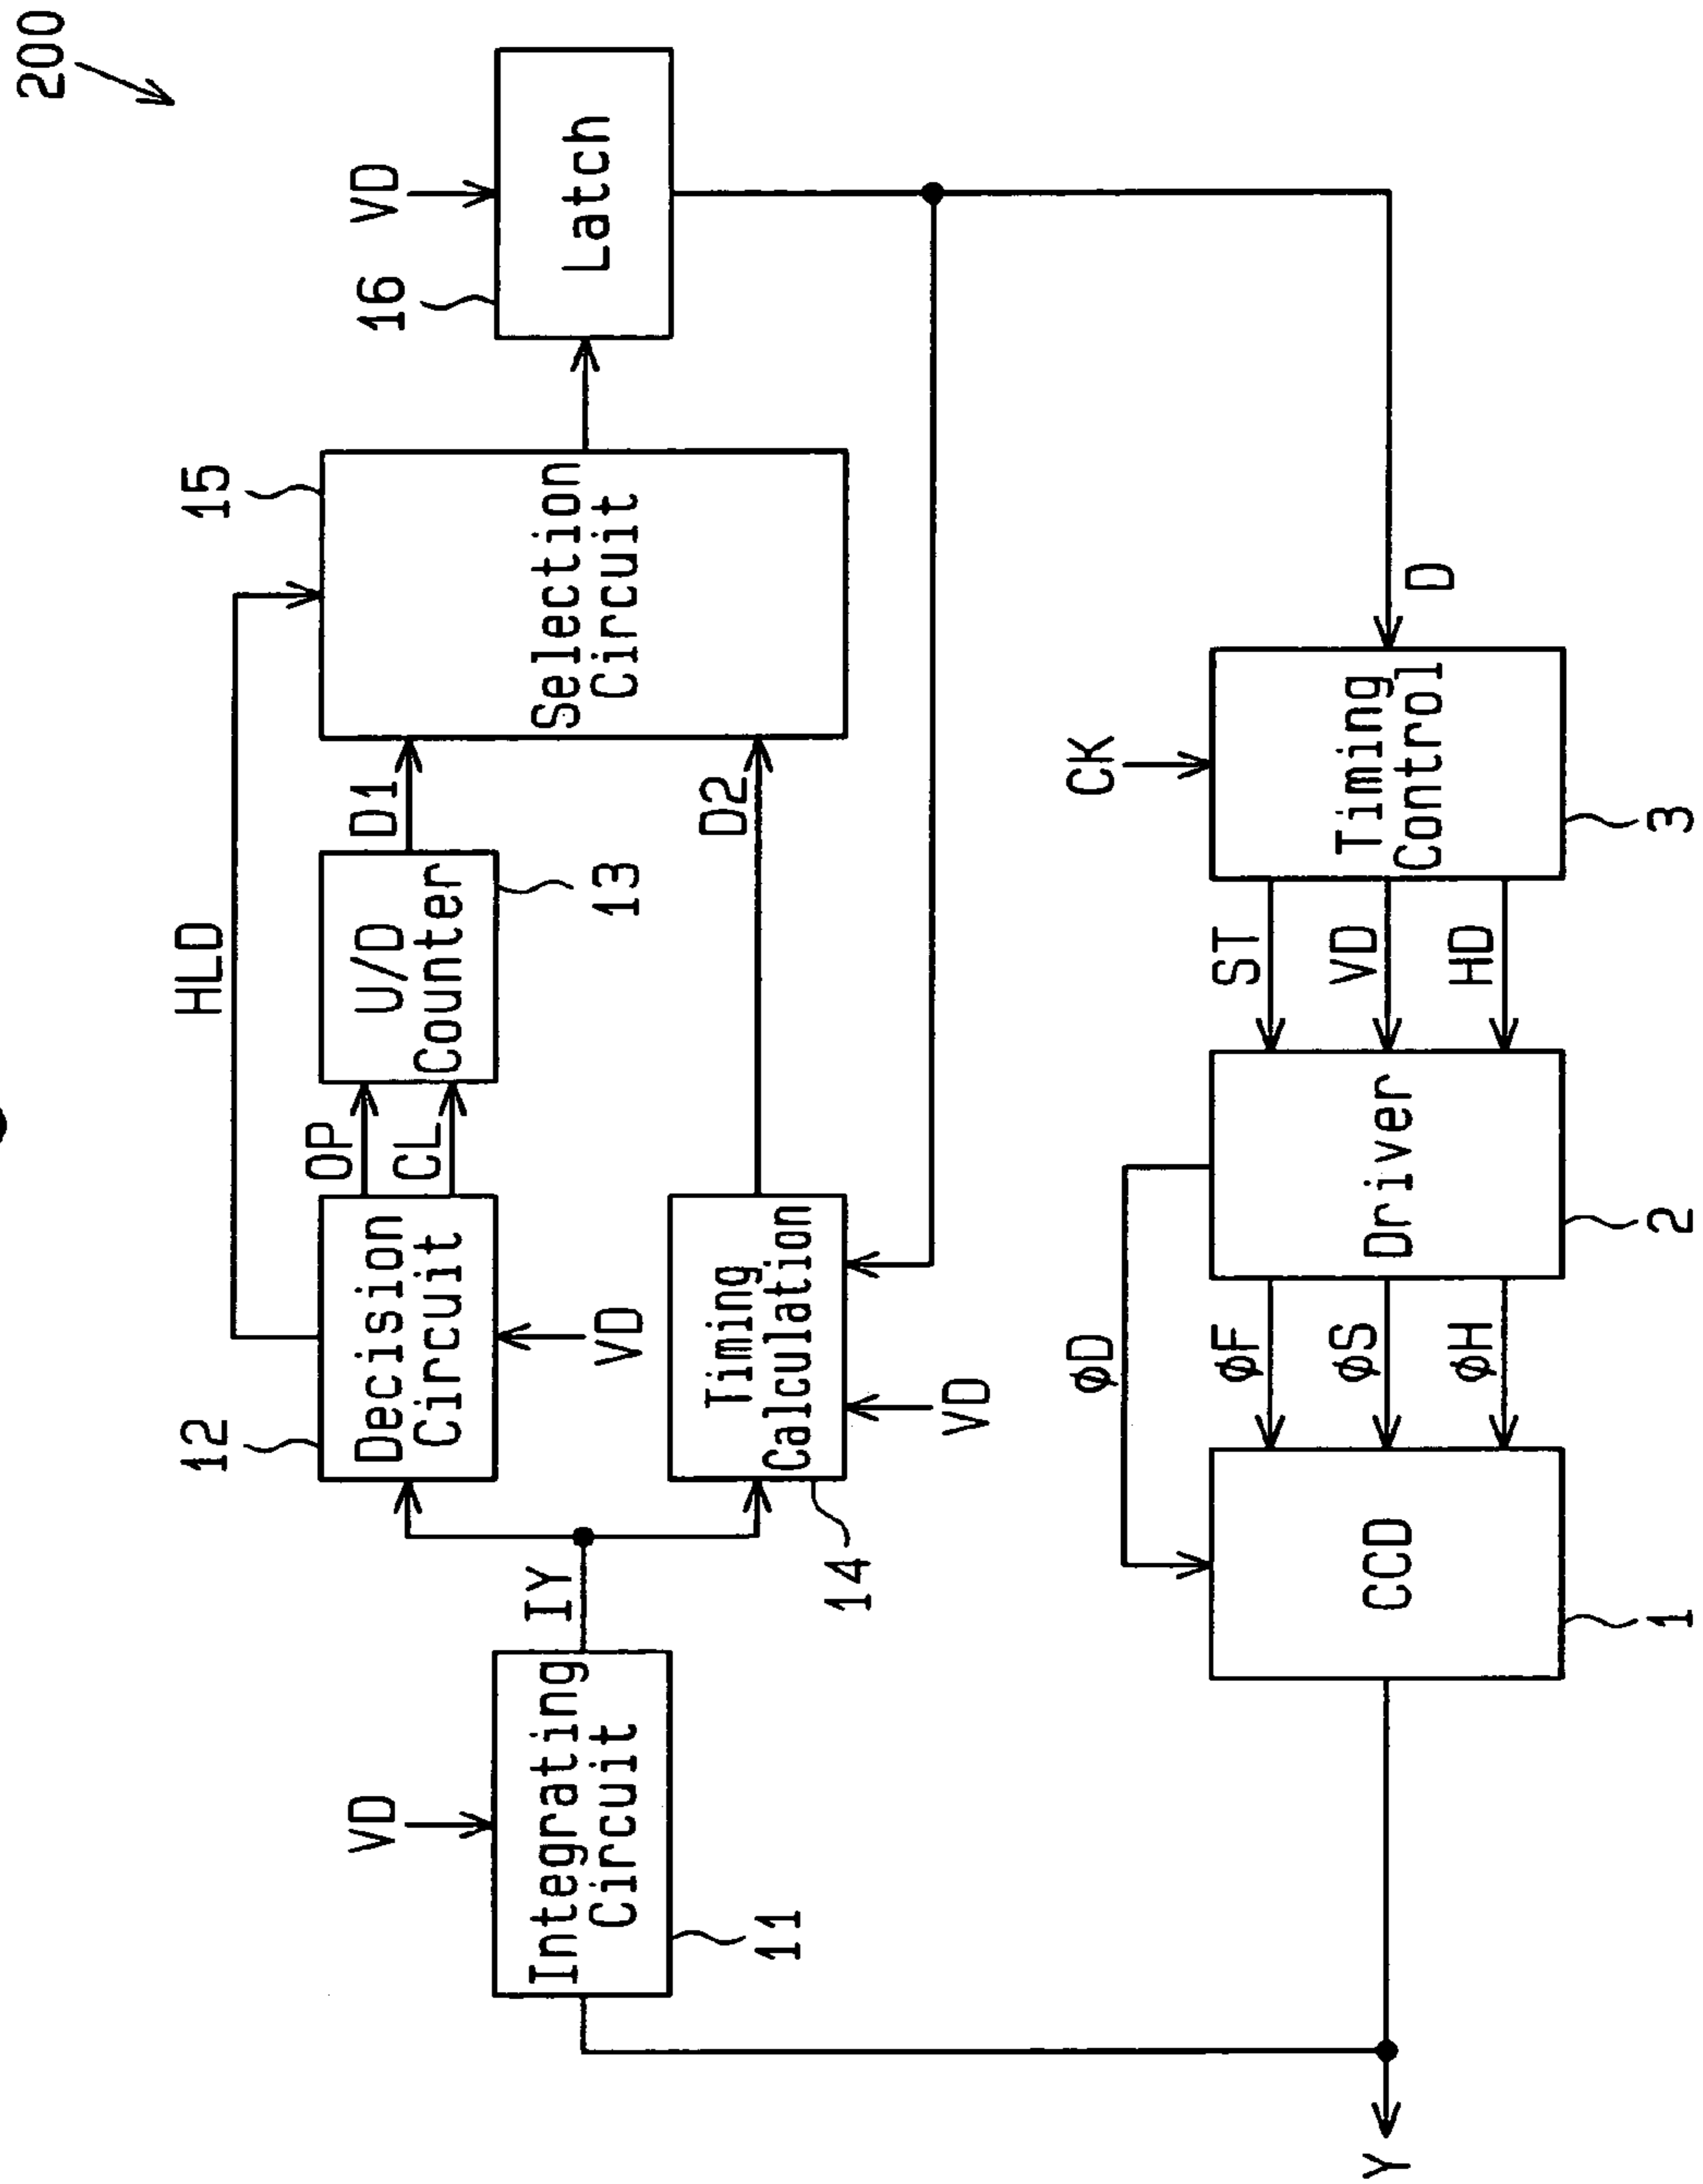 200
VD
16
Latch
15
Selection
Circuit
HLD
D1
D2
U/D
Counter
13
OP
CL
12
Decision
Circuit
VD
Timing
Calculation
14
VD
IY
VD
Integrating
Circuit
11
D
CK
Timing
Control
3
ST
VD
HD
Driver
2
φD
φF
φS
φH
CCD
1
Y